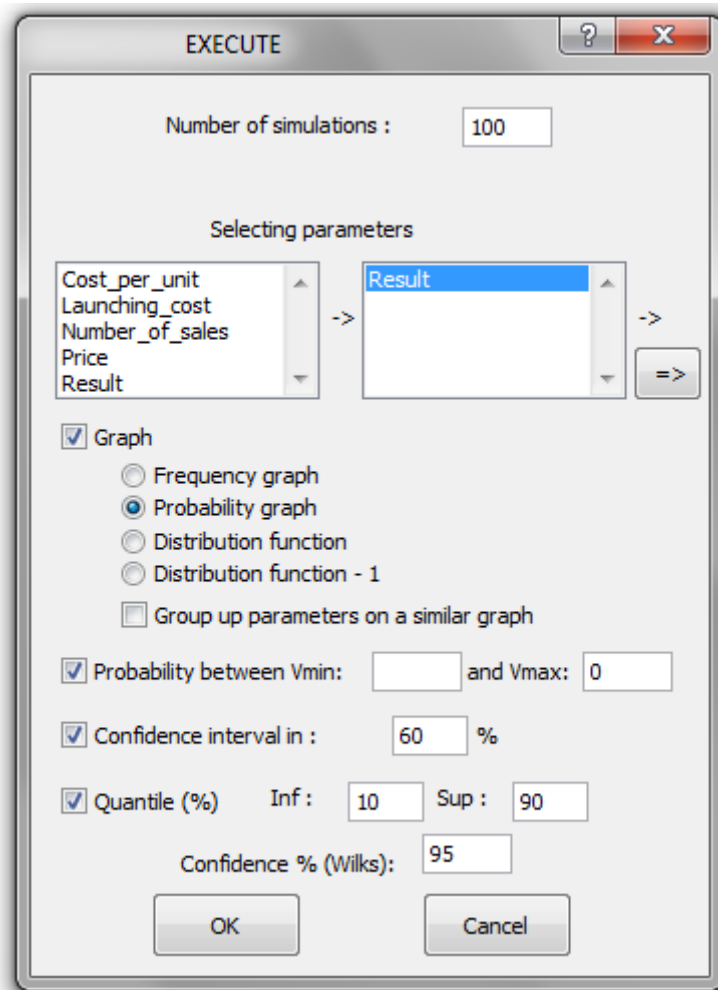 EXECUTE ? X
Number of simulations : 100
Selecting parameters
Cost_per_unit
Launching_cost
Number_of_sales
Price
Result
->
Result
->
=>
Graph
Frequency graph
Probability graph
Distribution function
Distribution function - 1
Group up parameters on a similar graph
Probability between Vmin: and Vmax: 0
Confidence interval in : 60 %
Quantile (%) Inf : 10 Sup : 90
Confidence % (Wilks): 95
OK Cancel